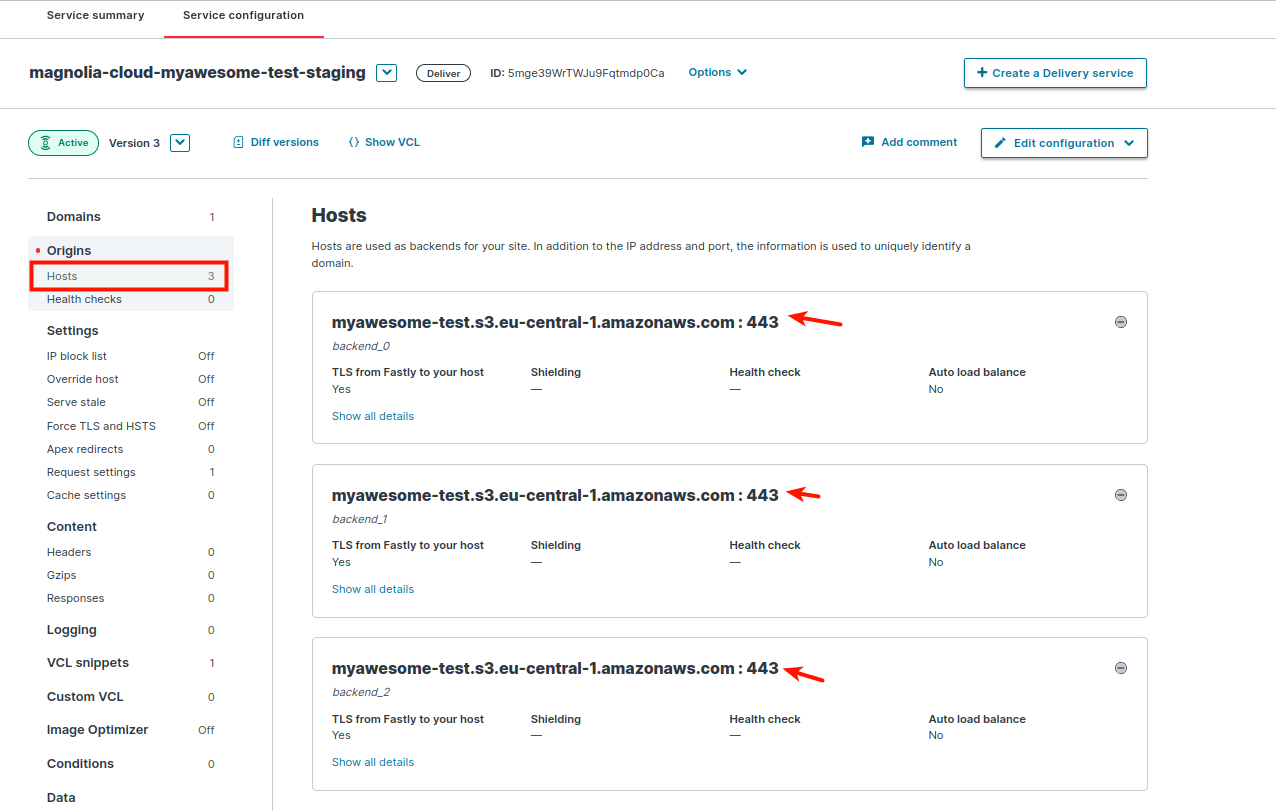 Service summary Service configuration
magnolia-cloud-myawesome-test-staging Deliver ID: 5mge39WrTWJu9Fqtmdp0Ca Options + Create a Delivery service
Active Version 3 Diff versions {} Show VCL Add comment Edit configuration
Domains 1
Origins
Hosts 3
Health checks 0
Settings
IP block list Off
Override host Off
Serve stale Off
Force TLS and HSTS Off
Apex redirects 0
Request settings 1
Cache settings 0
Content
Headers 0
Gzips 0
Responses 0
Logging 0
VCL snippets 1
Custom VCL 0
Image Optimizer Off
Conditions 0
Data
Hosts
Hosts are used as backends for your site. In addition to the IP address and port, the information is used to uniquely identify a
domain.
myawesome-test.s3.eu-central-1.amazonaws.com : 443
backend_0
TLS from Fastly to your host Shielding Health check Auto load balance
Yes — — No
Show all details
myawesome-test.s3.eu-central-1.amazonaws.com : 443
backend_1
TLS from Fastly to your host Shielding Health check Auto load balance
Yes — — No
Show all details
myawesome-test.s3.eu-central-1.amazonaws.com : 443
backend_2
TLS from Fastly to your host Shielding Health check Auto load balance
Yes — — No
Show all details